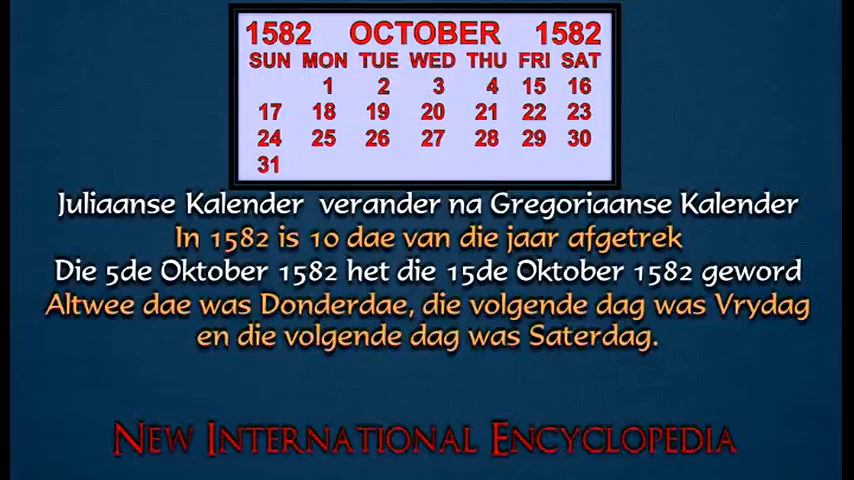 1582 OCTOBER 1582
SUN MON TUE WED THU FRI SAT
1 2 3 4 15 16
17 18 19 20 21 22 23
24 25 26 27 28 29 30
31
Juliaanse Kalender verander na Gregoriaanse Kalender
In 1582 is 10 dae van die jaar afgetrek
Die 5de Oktober 1582 het die 15de Oktober 1582 geword
Altwee dae was Donderdae, die volgende dag was Vrydag
en die volgende dag was Saterdag.
New International Encyclopedia